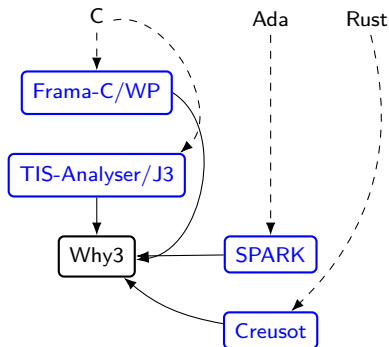 C
Ada
Rust
Frama-C/WP
TIS-Analyser/J3
Why3
SPARK
Creusot